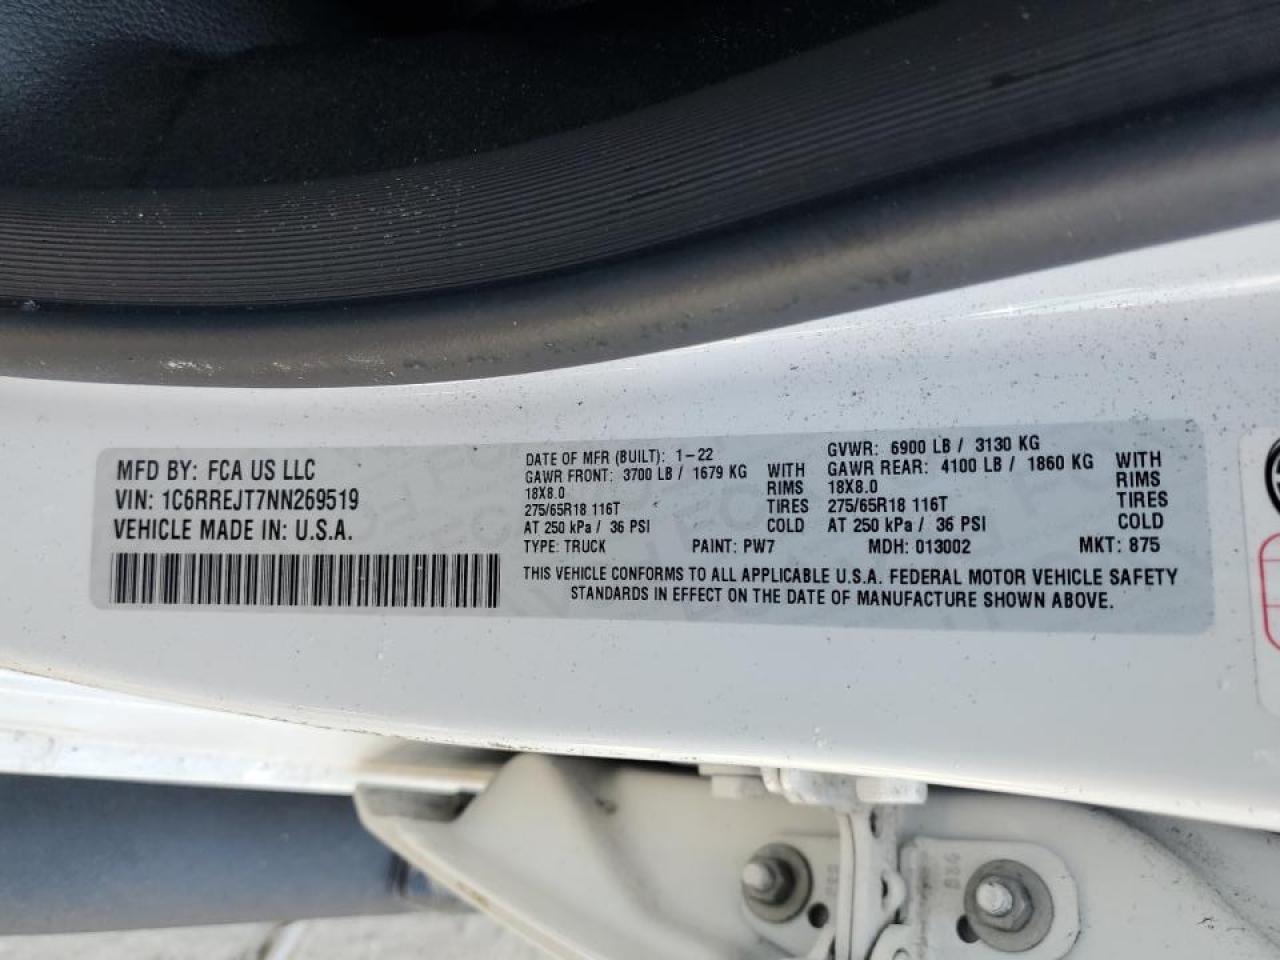 MFD BY: FCA US LLC
VIN: 1C6RREJT7NN269519
VEHICLE MADE IN: U.S.A.
DATE OF MFR (BUILT): 1-22
GAWR FRONT: 3700 LB / 1679 KG WITH
18X8.0 RIMS
275/65R18 116T TIRES
AT 250 kPa / 36 PSI COLD
GVWR: 6900 LB / 3130 KG
GAWR REAR: 4100 LB / 1860 KG WITH
18X8.0 RIMS
275/65R18 116T TIRES
AT 250 kPa / 36 PSI COLD
TYPE: TRUCK PAINT: PW7 MDH: 013002 MKT: 875
THIS VEHICLE CONFORMS TO ALL APPLICABLE U.S.A. FEDERAL MOTOR VEHICLE SAFETY
STANDARDS IN EFFECT ON THE DATE OF MANUFACTURE SHOWN ABOVE.